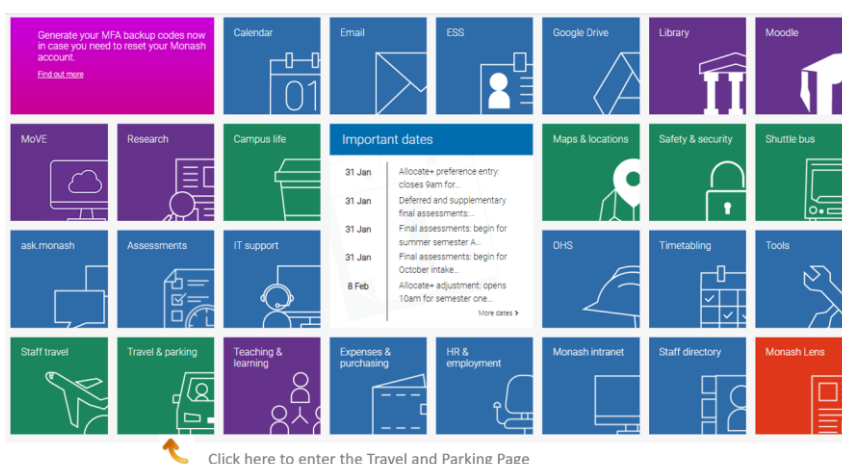 Generate your MFA backup codes now
in case you need to reset your Monash
account.
Find out more
Calendar
01
Email
ESS
Google Drive
Library
Moodle
MoVE
Research
Campus life
Important dates
31 Jan
Allocate+ preference entry:
closes 9am for...
31 Jan
Deferred and supplementary
final assessments:...
31 Jan
Final assessments: begin for
summer semester A...
31 Jan
Final assessments: begin for
October intake...
8 Feb
Allocate+ adjustment: opens
10am for semester one...
More dates >
Maps & locations
Safety & security
Shuttle bus
ask.monash
Assessments
IT support
OHS
Timetabling
Tools
Staff travel
Travel & parking
Teaching &
learning
Expenses &
purchasing
HR &
employment
Monash intranet
Staff directory
Monash Lens
Click here to enter the Travel and Parking Page